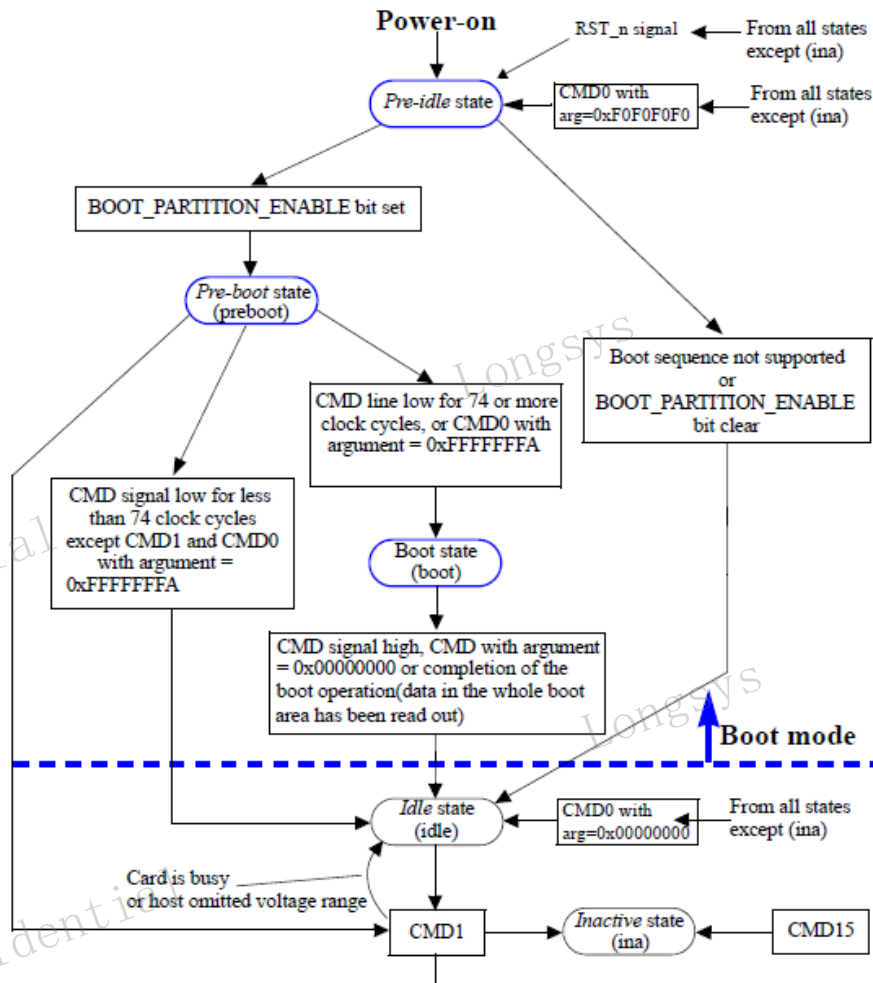 Power-on
RST_n signal
From all states
except (ina)
Pre-idle state
CMD0 with
arg=0xF0F0F0F0
From all states
except (ina)
BOOT_PARTITION_ENABLE bit set
Pre-boot state
(preboot)
Longsys
Boot sequence not supported
or
BOOT_PARTITION_ENABLE
bit clear
CMD line low for 74 or more
clock cycles, or CMD0 with
argument = 0xFFFFFFFA
CMD signal low for less
than 74 clock cycles
except CMD1 and CMD0
with argument =
0xFFFFFFFA
ial
Boot state
(boot)
CMD signal high, CMD with argument
= 0x00000000 or completion of the
boot operation(data in the whole boot
area has been read out)
Longsys
Boot mode
Idle state
(idle)
CMD0 with
arg=0x00000000
From all states
except (ina)
Card is busy
or host omitted voltage range
idential
CMD1
Inactive state
(ina)
CMD15